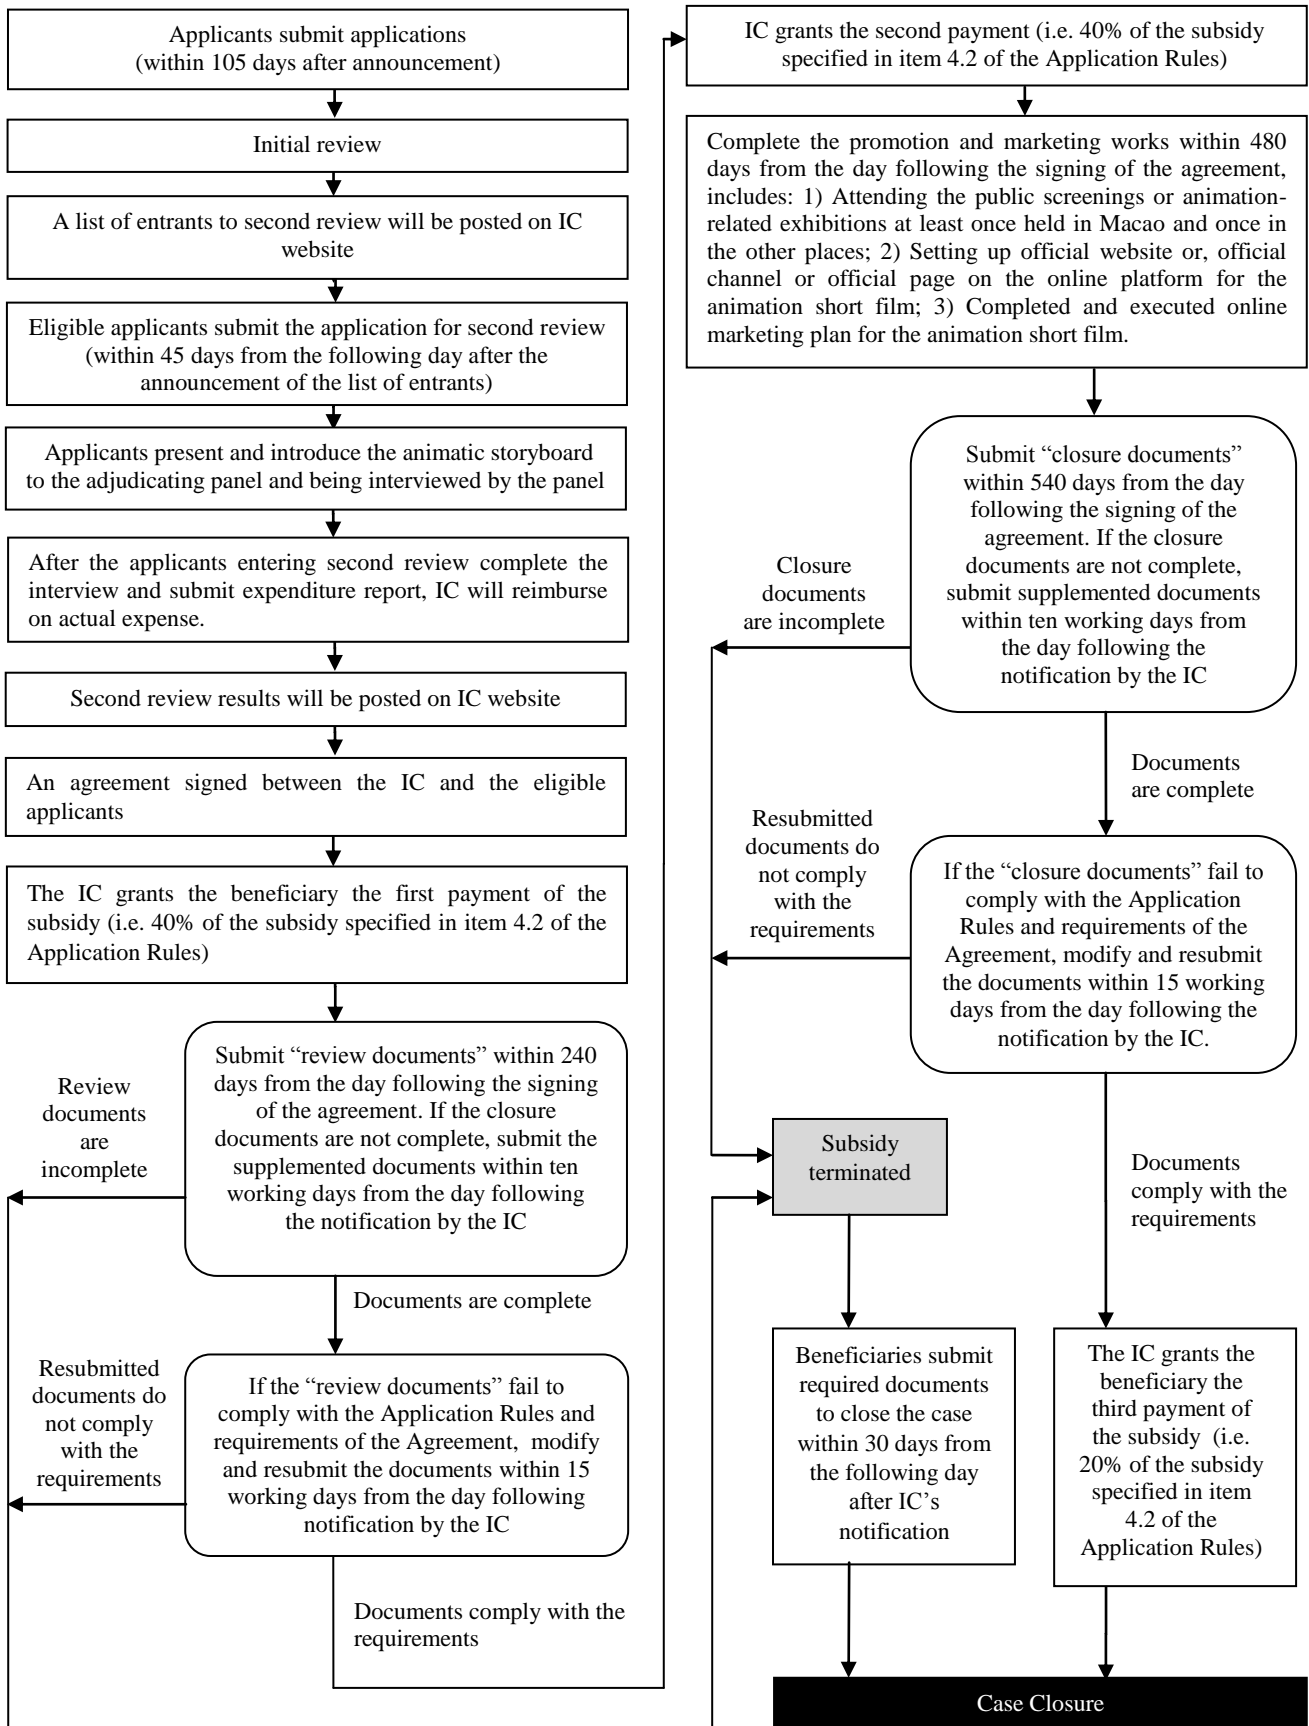 Applicants submit applications
(within 105 days after announcement)
Initial review
A list of entrants to second review will be posted on IC
website
Eligible applicants submit the application for second review
(within 45 days from the following day after the
announcement of the list of entrants)
Applicants present and introduce the animatic storyboard
to the adjudicating panel and being interviewed by the panel
After the applicants entering second review complete the
interview and submit expenditure report, IC will reimburse
on actual expense.
Second review results will be posted on IC website
An agreement signed between the IC and the eligible
applicants
The IC grants the beneficiary the first payment of the
subsidy (i.e. 40% of the subsidy specified in item 4.2 of the
Application Rules)
Submit “review documents” within 240
days from the day following the signing
of the agreement. If the closure
documents are not complete, submit the
supplemented documents within ten
working days from the day following
the notification by the IC
Review
documents
are
incomplete
Documents are complete
Resubmitted
documents do
not comply
with the
requirements
If the “review documents” fail to
comply with the Application Rules and
requirements of the Agreement, modify
and resubmit the documents within 15
working days from the day following
notification by the IC
Documents comply with the
requirements
IC grants the second payment (i.e. 40% of the subsidy
specified in item 4.2 of the Application Rules)
Complete the promotion and marketing works within 480
days from the day following the signing of the agreement,
includes: 1) Attending the public screenings or animation-
related exhibitions at least once held in Macao and once in
the other places; 2) Setting up official website or, official
channel or official page on the online platform for the
animation short film; 3) Completed and executed online
marketing plan for the animation short film.
Submit “closure documents”
within 540 days from the day
following the signing of the
agreement. If the closure
documents are not complete,
submit supplemented documents
within ten working days from
the day following the
notification by the IC
Closure
documents
are incomplete
Documents
are complete
Resubmitted
documents do
not comply
with the
requirements
If the “closure documents” fail to
comply with the Application
Rules and requirements of the
Agreement, modify and resubmit
the documents within 15 working
days from the day following the
notification by the IC.
Subsidy
terminated
Documents
comply with the
requirements
Beneficiaries submit
required documents
to close the case
within 30 days from
the following day
after IC’s
notification
The IC grants the
beneficiary the
third payment of
the subsidy (i.e.
20% of the subsidy
specified in item
4.2 of the
Application Rules)
Case Closure